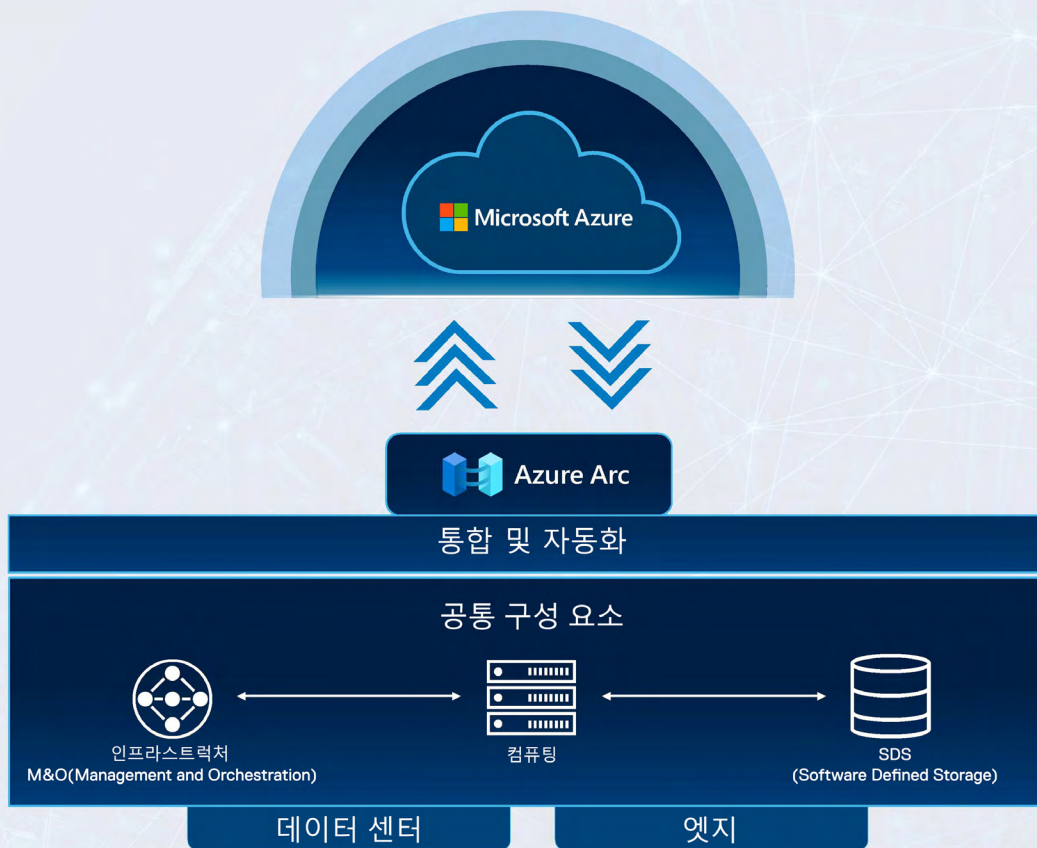 Microsoft Azure
Azure Arc
통합 및 자동화
공통 구성 요소
인프라스트럭처
M&O(Management and Orchestration)
컴퓨팅
SDS
(Software Defined Storage)
데이터 센터
엣지